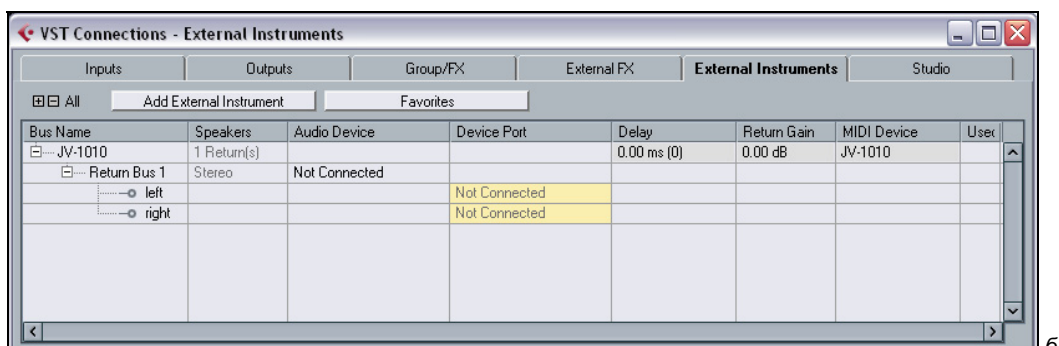 VST Connections - External Instruments
Inputs Outputs Group/FX External FX External Instruments Studio
All Add External Instrument Favorites
Bus Name Speakers Audio Device Device Port Delay Return Gain MIDI Device Used
JV-1010 1 Return(s) 0.00 ms (0) 0.00 dB JV-1010
Return Bus 1 Stereo Not Connected
left Not Connected
right Not Connected